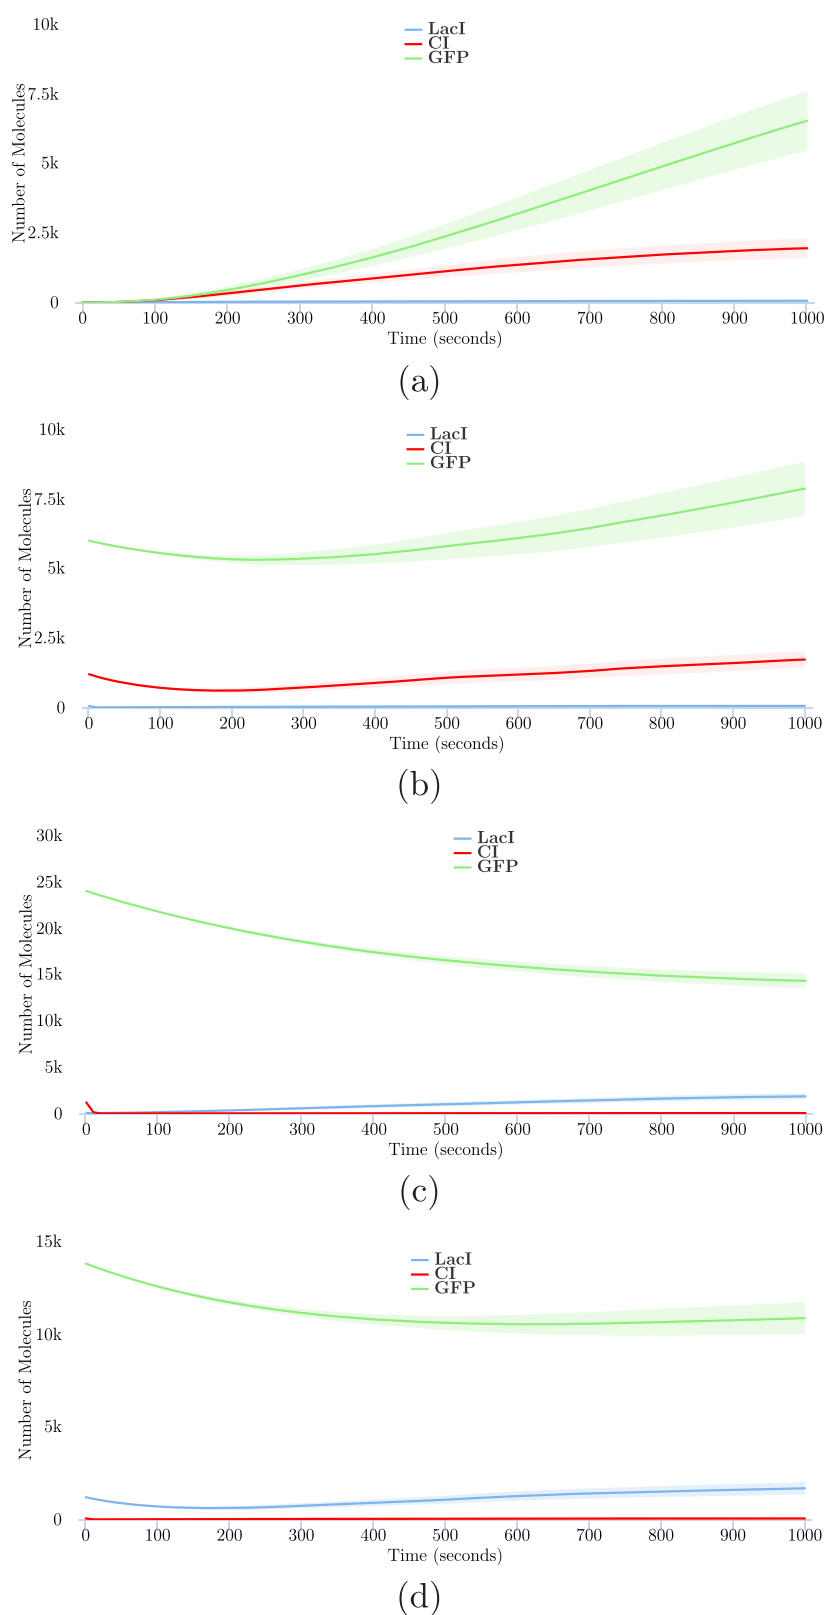 10k
LacI
CI
GFP
7.5k
5k
2.5k
0
Number of Molecules
0 100 200 300 400 500 600 700 800 900 1000
Time (seconds)
(a)
10k
LacI
CI
GFP
7.5k
5k
2.5k
0
Number of Molecules
0 100 200 300 400 500 600 700 800 900 1000
Time (seconds)
(b)
30k
LacI
CI
GFP
25k
20k
15k
10k
5k
0
Number of Molecules
0 100 200 300 400 500 600 700 800 900 1000
Time (seconds)
(c)
15k
LacI
CI
GFP
10k
5k
0
Number of Molecules
0 100 200 300 400 500 600 700 800 900 1000
Time (seconds)
(d)